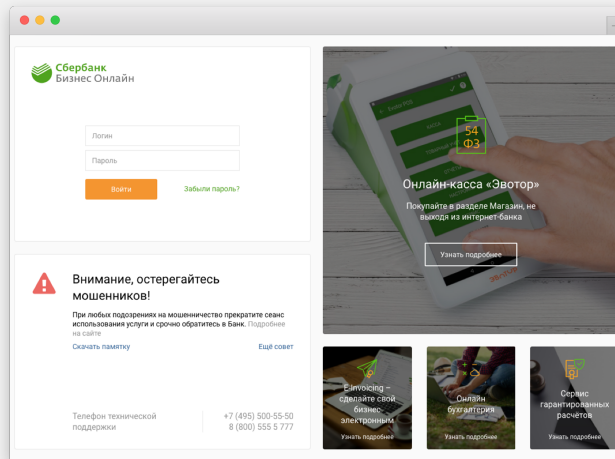 Сбербанк
Бизнес Онлайн
Логин
Пароль
Войти
Забыли пароль?
Внимание, остерегайтесь
мошенников!
При любых подозрениях на мошенничество прекратите сеанс
использования услуги и срочно обратитесь в Банк. Подробнее
на сайте
Скачать памятку
Ещё совет
Телефон технической
поддержки
+7 (495) 500-55-50
8 (800) 555 5 777
54
ФЗ
Онлайн-касса «Эвотор»
Покупайте в разделе Магазин, не
выходя из интернет-банка
Узнать подробнее
E-invoicing –
сделайте свой
бизнес
электронным
Узнать подробнее
Онлайн
бухгалтерия
Узнать подробнее
Сервис
гарантированных
расчётов
Узнать подробнее